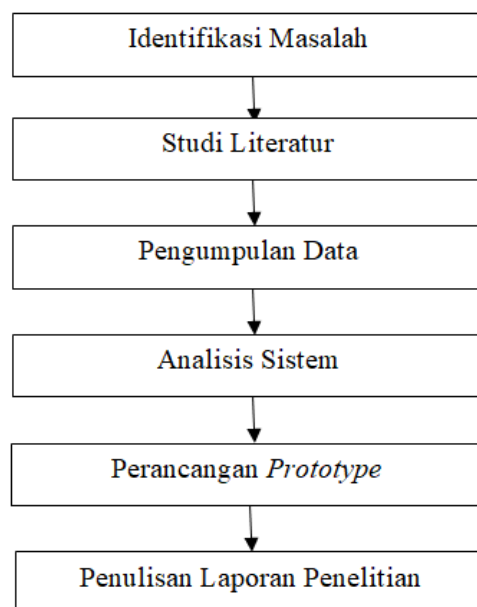 Identifikasi Masalah
Studi Literatur
Pengumpulan Data
Analisis Sistem
Perancangan Prototype
Penulisan Laporan Penelitian